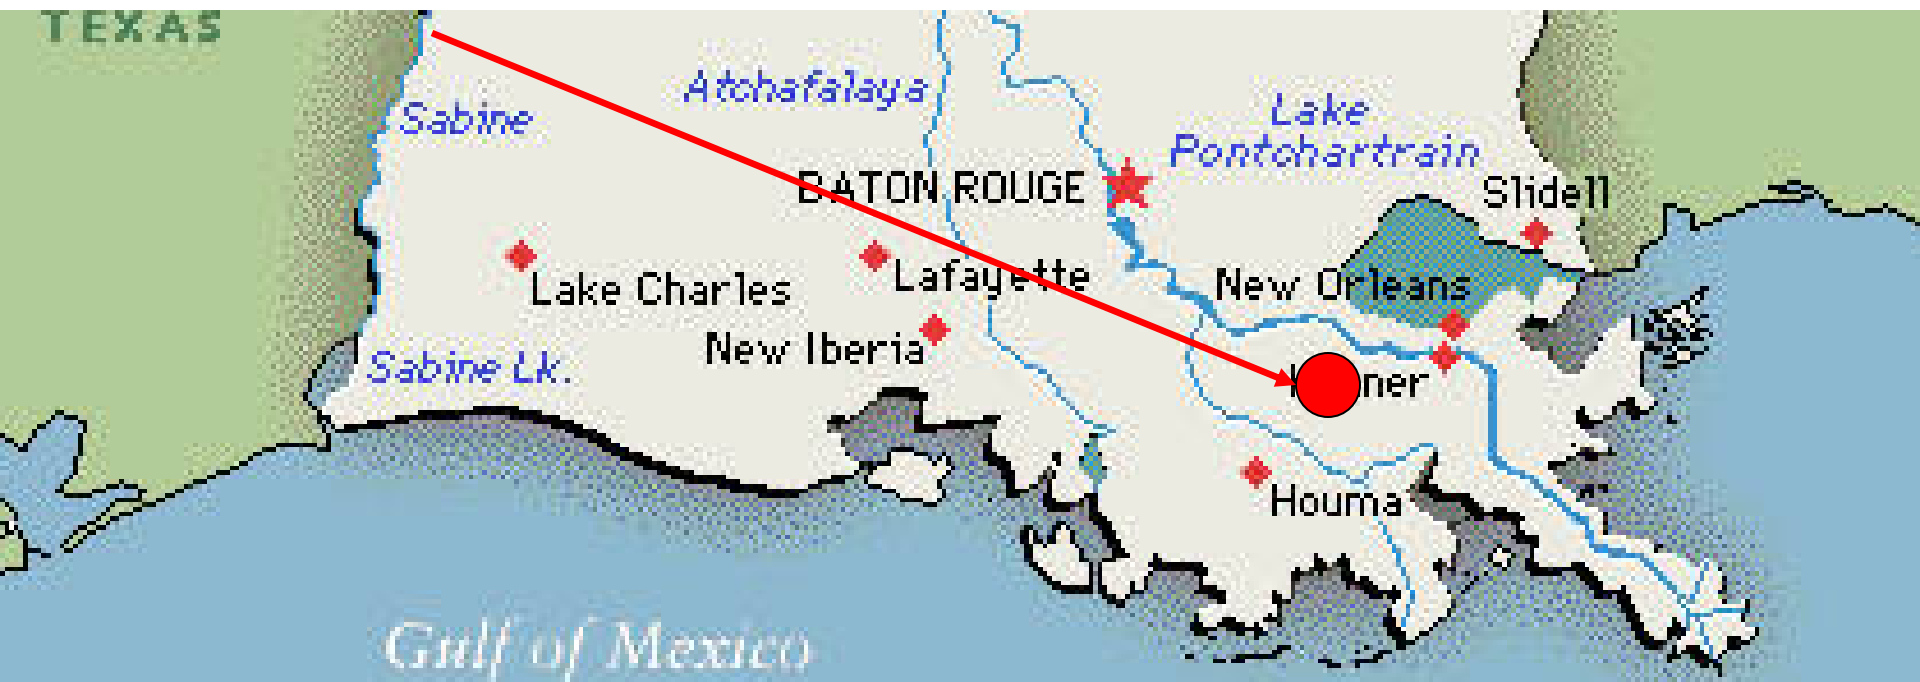 TEXAS
Atchafalaya
Sabine
Lake
Pontchartrain
BATON ROUGE
Slidell
Lafayette
Lake Charles
New Orleans
New Iberia
Sabine Lk.
Houma
Gulf of Mexico